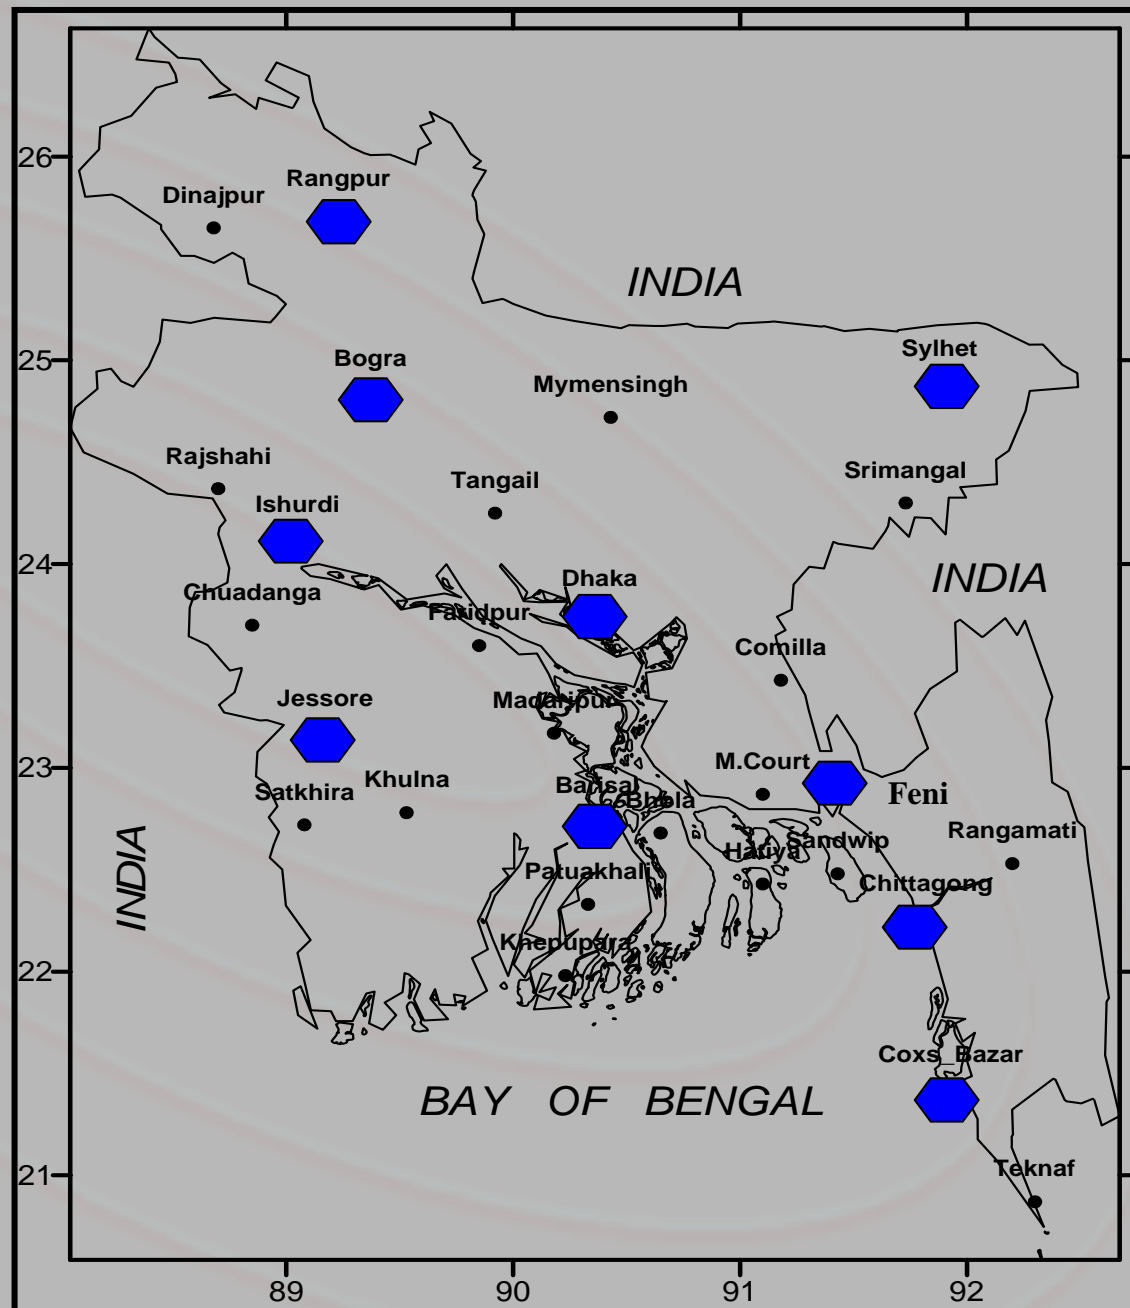 26
Rangpur
Dinajpur
INDIA
25
Sylhet
Bogra
Mymensingh
Rajshahi
Srimangal
Tangail
Ishurdi
24
Dhaka
INDIA
Chuadanga
Faridpur
Comilla
Jessore
Madaripur
23
M.Court
Khulna
Barisal
Satkhira
Bhola
Feni
Rangamati
Sandwip
Hatiya
INDIA
Patuakhali
Chittagong
Khepupara
22
Coxs_Bazar
BAY OF BENGAL
21
Teknaf
89 90 91 92